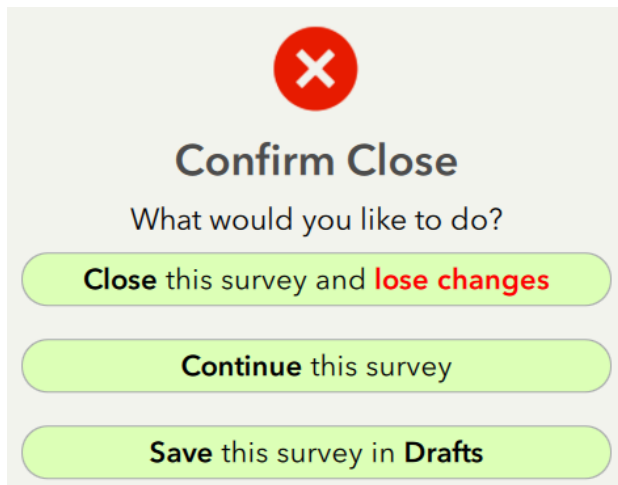 Confirm Close
What would you like to do?
Close this survey and lose changes
Continue this survey
Save this survey in Drafts